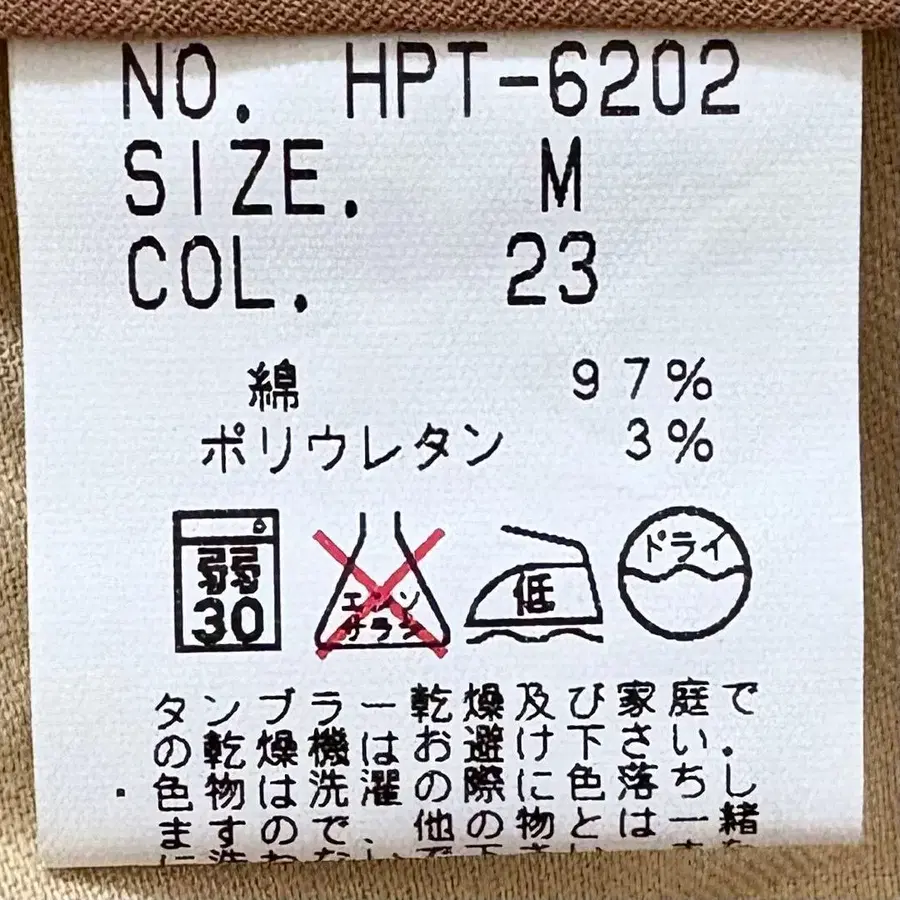 NO. HPT-6202
SIZE. M
COL. 23
綿 97%
ポリウレタン 3%
弱
30
エンソ
サラシ
低
ドライ
タンブラー乾燥及び家庭で
の乾燥機はお避け下さい.
・色物は洗濯の際に色落ちし
ますので、他の物とは一緒